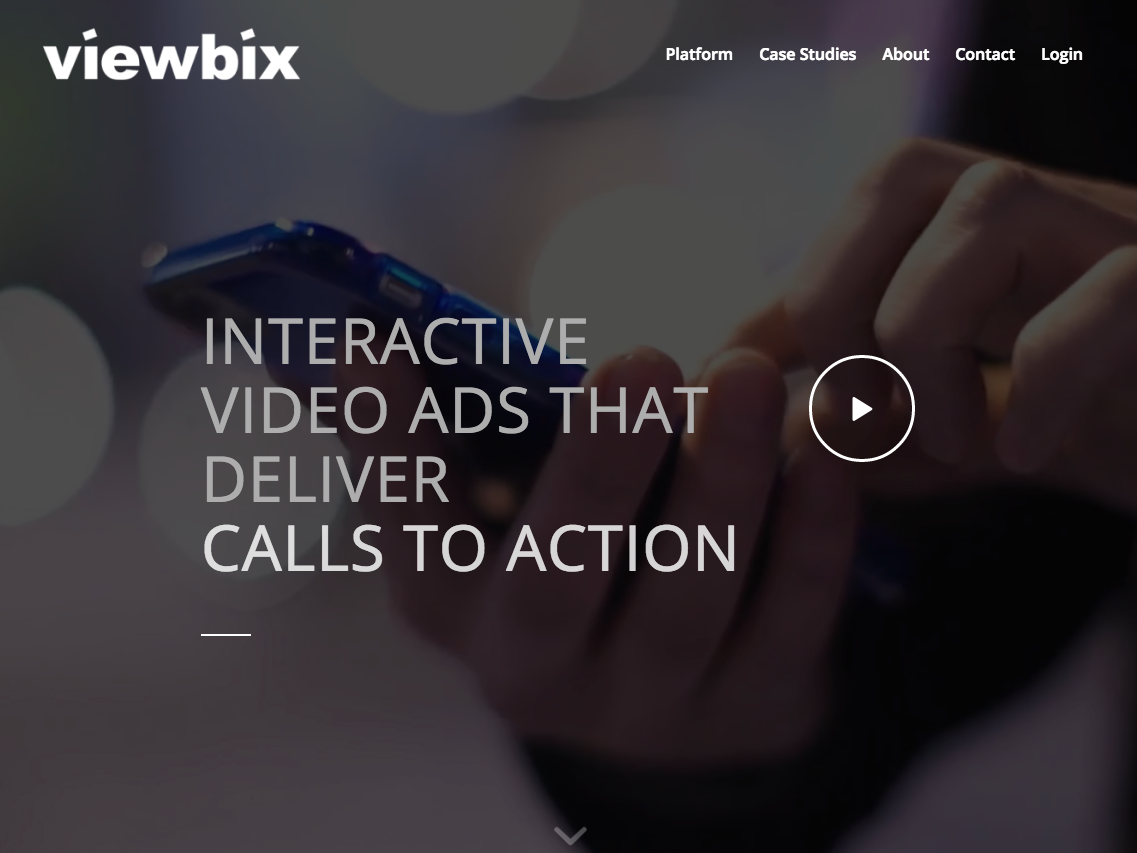 viewbix
Platform Case Studies About Contact Login
INTERACTIVE
VIDEO ADS THAT
DELIVER
CALLS TO ACTION